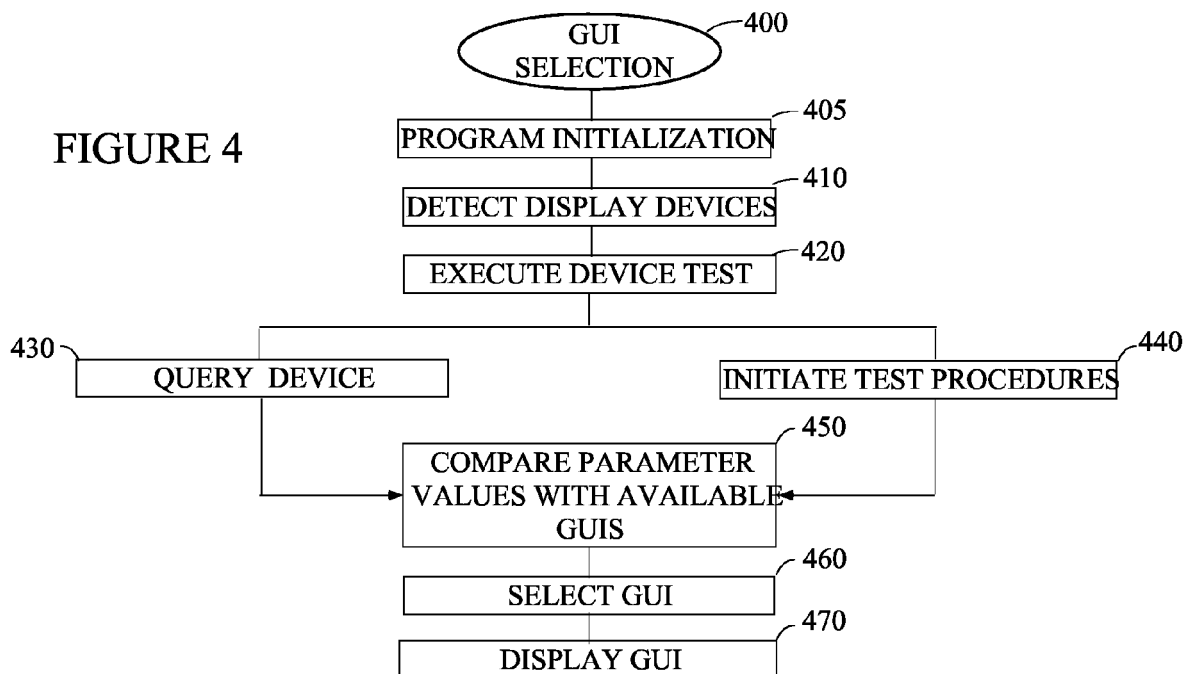 400
GUI
SELECTION
405
FIGURE 4
PROGRAM INITIALIZATION
410
DETECT DISPLAY DEVICES
420
EXECUTE DEVICE TEST
430
QUERY DEVICE
440
INITIATE TEST PROCEDURES
450
COMPARE PARAMETER
VALUES WITH AVAILABLE
GUIS
460
SELECT GUI
470
DISPLAY GUI